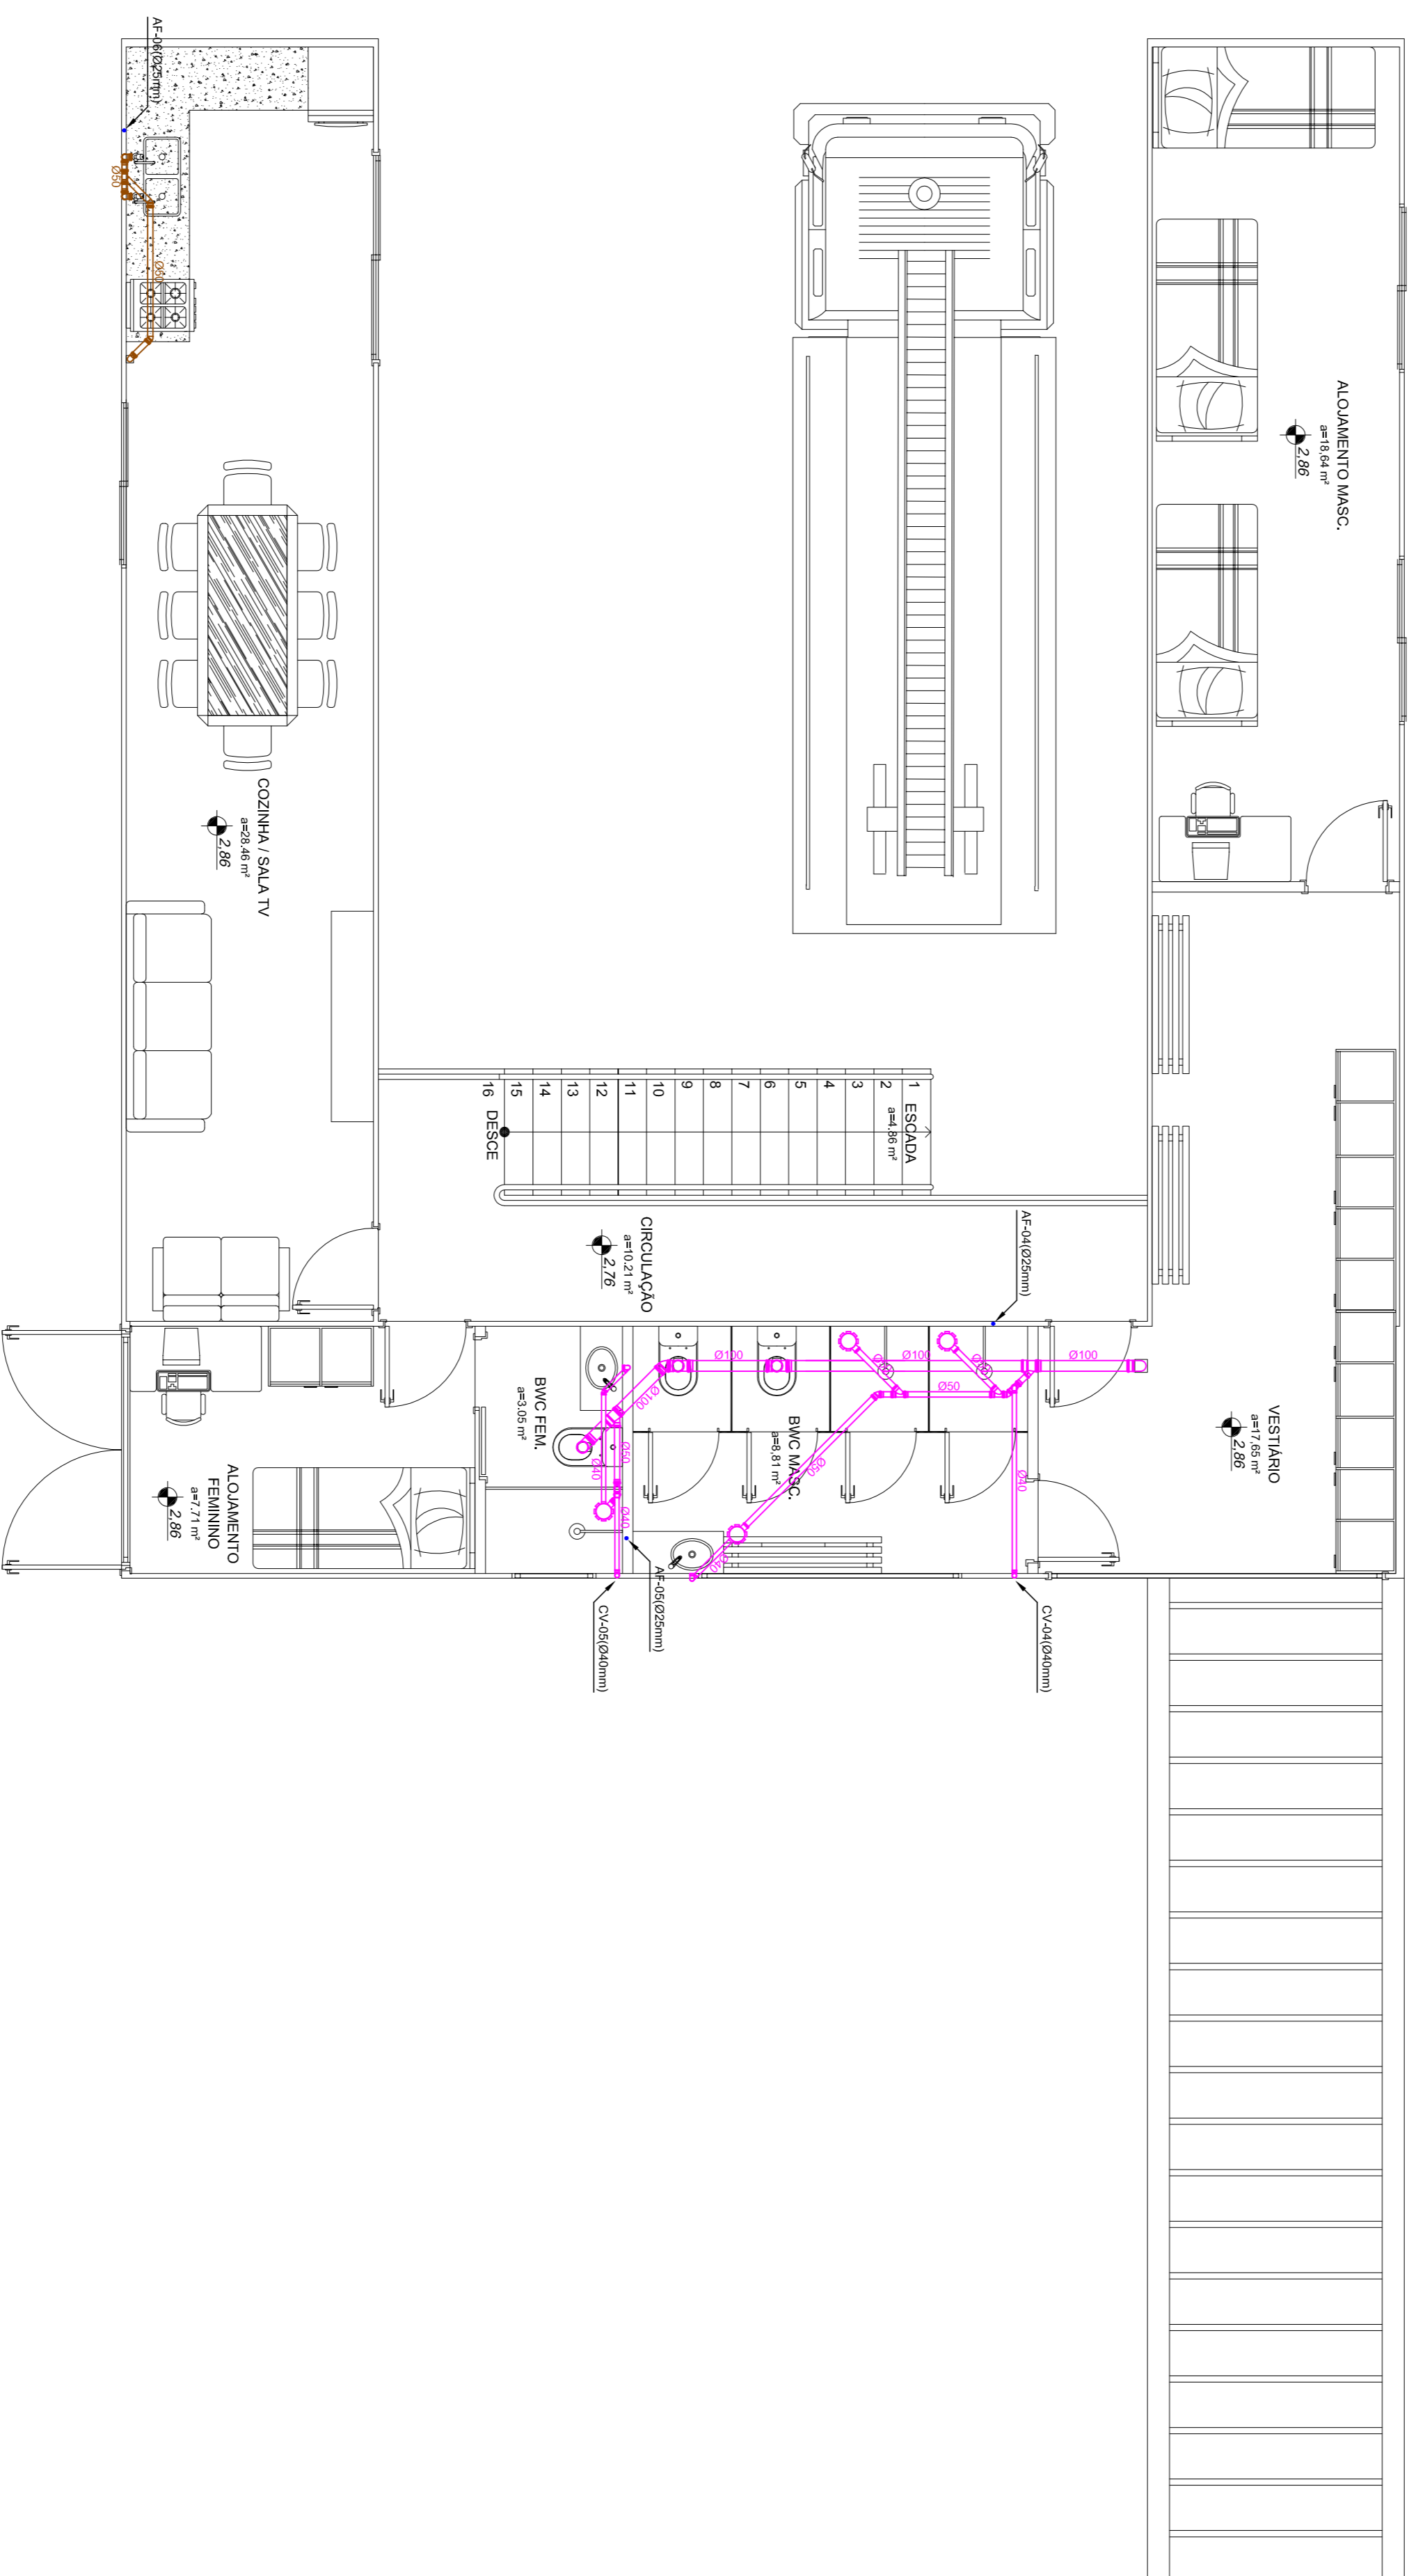 AF-06(Ø25mm)
Ø50
Ø60
ALOJAMENTO MASC.
a=18,64 m²
2,86
COZINHA / SALA TV
a=28.46 m²
2,86
1
2
3
4
5
6
7
8
9
10
11
12
13
14
15
16
ESCADA
a=4.86 m²
DESCE
CIRCULAÇÃO
a=10.21 m²
2,76
AF-04(Ø25mm)
VESTIÁRIO
a=17,65 m²
2,86
BWC FEM.
a=3.05 m²
BWC MASC.
a=8,81 m²
Ø100
Ø100
Ø100
Ø100
Ø50
Ø50
Ø50
Ø40
Ø40
Ø40
Ø40
ALOJAMENTO
FEMININO
a=7.71 m²
2,86
AF-05(Ø25mm)
CV-05(Ø40mm)
CV-04(Ø40mm)